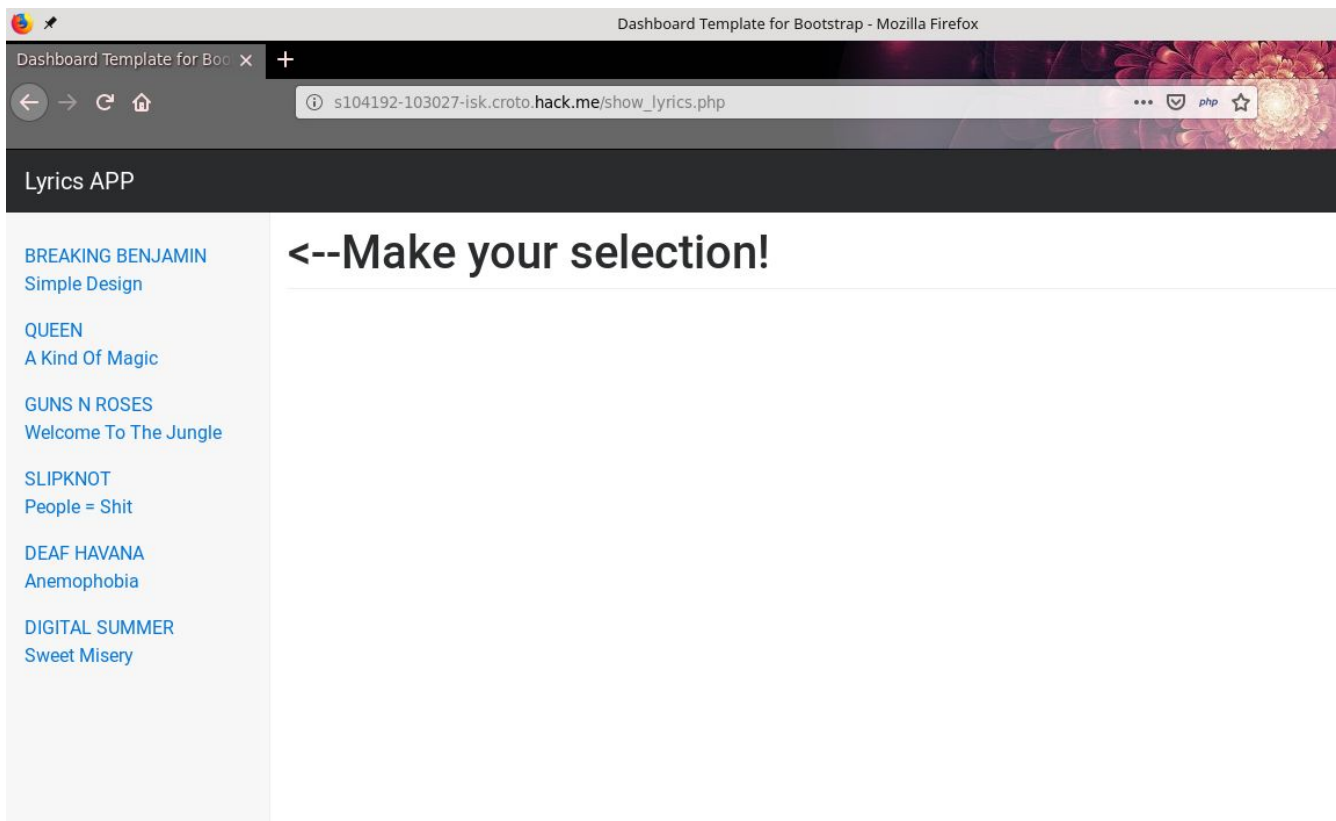 Dashboard Template for Bootstrap - Mozilla Firefox
Dashboard Template for Boo
s104192-103027-isk.croto.hack.me/show_lyrics.php
php
Lyrics APP
BREAKING BENJAMIN
Simple Design
QUEEN
A Kind Of Magic
GUNS N ROSES
Welcome To The Jungle
SLIPKNOT
People = Shit
DEAF HAVANA
Anemophobia
DIGITAL SUMMER
Sweet Misery
<--Make your selection!